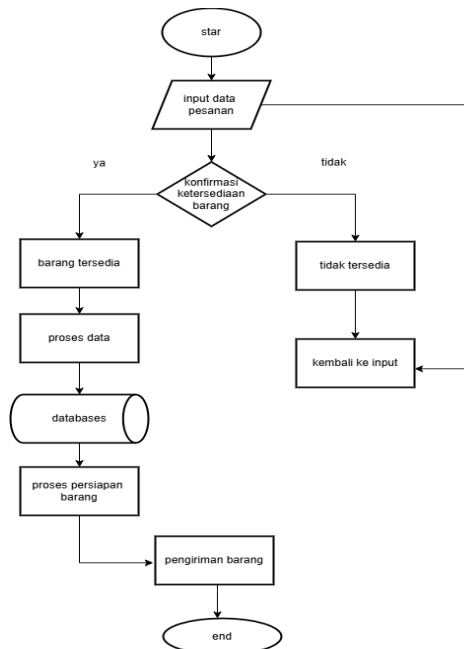 star
input data
pesanan
ya
tidak
konfirmasi
ketersediaan
barang
barang tersedia
tidak tersedia
proses data
kembali ke input
databases
proses persiapan
barang
pengiriman barang
end